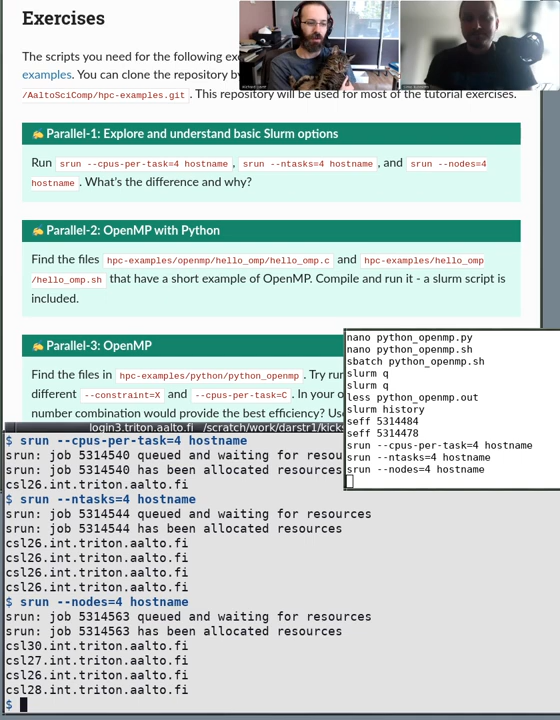 Exercises
The scripts you need for the following
examples. You can clone the repository by
/AaltoSciComp/hpc-examples.git . This repository will be used for most of the tutorial exercises.
✍ Parallel-1: Explore and understand basic Slurm options
Run srun --cpus-per-task=4 hostname , srun --ntasks=4 hostname , and srun --nodes=4
hostname . What's the difference and why?
✍ Parallel-2: OpenMP with Python
Find the files hpc-examples/openmp/hello_omp/hello_omp.c and hpc-examples/hello_omp
/hello_omp.sh that have a short example of OpenMP. Compile and run it - a slurm script is
included.
✍ Parallel-3: OpenMP
Find the files in hpc-examples/python/python_openmp . Try
different --constraint=X and --cpus-per-task=C . In your
number combination would provide the best efficiency?
nano python_openmp.py
nano python_openmp.sh
sbatch python_openmp.sh
slurm q
slurm q
less python_openmp.out
slurm history
seff 5314484
seff 5314478
srun --cpus-per-task=4 hostname
srun --ntasks=4 hostname
srun --nodes=4 hostname
login3.triton.aalto.fi /scratch/work/darstr1/kicks
$ srun --cpus-per-task=4 hostname
srun: job 5314540 queued and waiting for resou
srun: job 5314540 has been allocated resources
csl26.int.triton.aalto.fi
$ srun --ntasks=4 hostname
srun: job 5314544 queued and waiting for resources
srun: job 5314544 has been allocated resources
csl26.int.triton.aalto.fi
csl26.int.triton.aalto.fi
csl26.int.triton.aalto.fi
csl26.int.triton.aalto.fi
$ srun --nodes=4 hostname
srun: job 5314563 queued and waiting for resources
srun: job 5314563 has been allocated resources
csl30.int.triton.aalto.fi
csl27.int.triton.aalto.fi
csl26.int.triton.aalto.fi
csl28.int.triton.aalto.fi
$